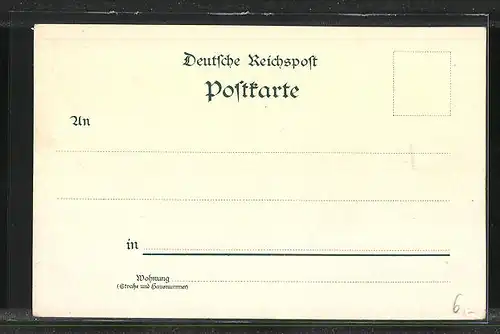 Deutſche Reichspoſt
Poſtkarte
An
in
Wohnung
(Straße und Hausnummer)
6,-